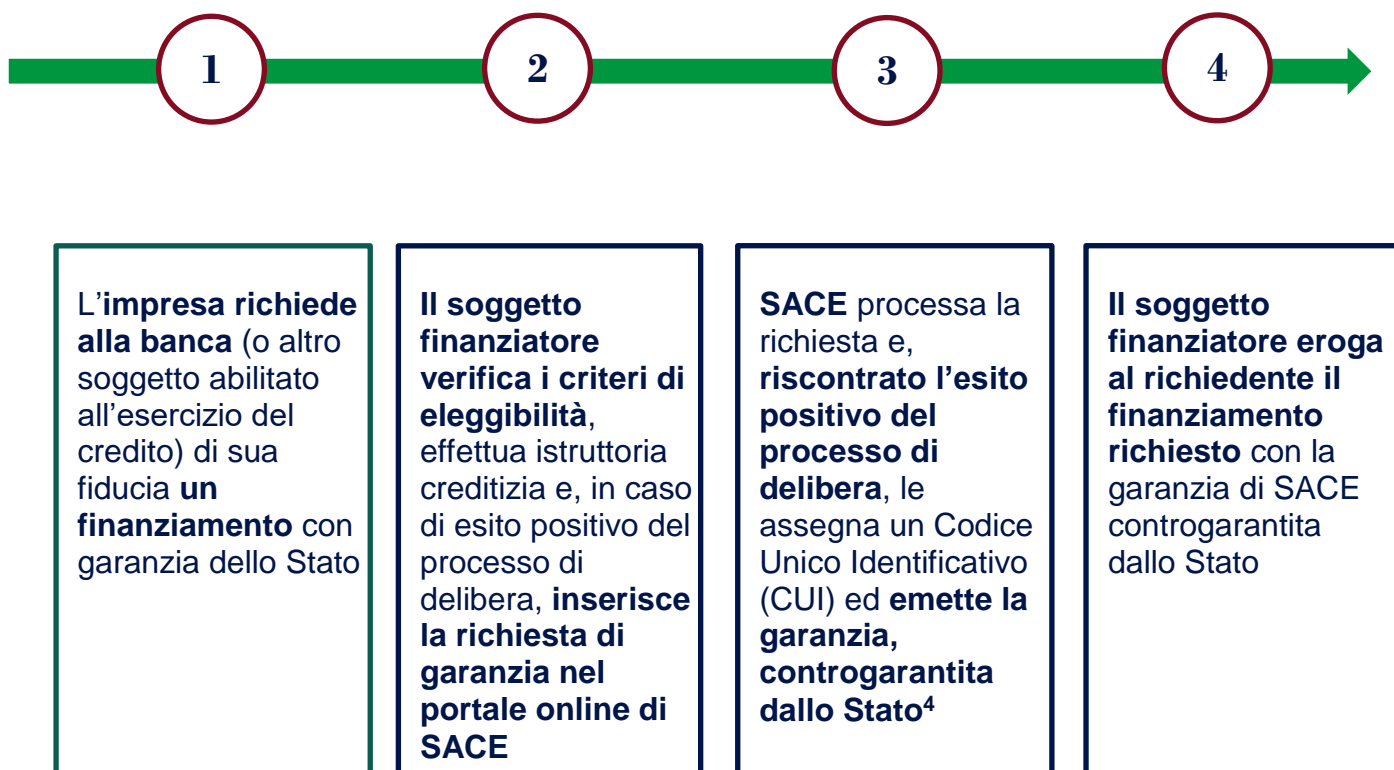 1
2
3
4
L’impresa richiede
alla banca (o altro
soggetto abilitato
all’esercizio del
credito) di sua
fiducia un
finanziamento con
garanzia dello Stato
Il soggetto
finanziatore
verifica i criteri di
eleggibilità,
effettua istruttoria
creditizia e, in caso
di esito positivo del
processo di
delibera, inserisce
la richiesta di
garanzia nel
portale online di
SACE
SACE processa la
richiesta e,
riscontrato l’esito
positivo del
processo di
delibera, le
assegna un Codice
Unico Identificativo
(CUI) ed emette la
garanzia,
controgarantita
dallo Stato⁴
Il soggetto
finanziatore eroga
al richiedente il
finanziamento
richiesto con la
garanzia di SACE
controgarantita
dallo Stato